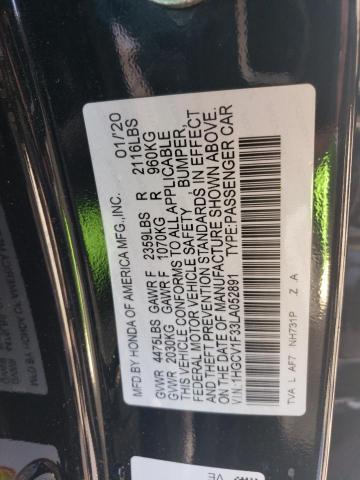 MFD.BY HONDA OF AMERICA MFG.,INC. 01/20
GVWR 4475LBS GAWR F 2359LBS R 2116LBS
GVWR 2030KG GAWR F 1070KG R 960KG
THIS VEHICLE CONFORMS TO ALL APPLICABLE
FEDERAL MOTOR VEHICLE SAFETY, BUMPER,
AND THEFT PREVENTION STANDARDS IN EFFECT
ON THE DATE OF MANUFACTURE SHOWN ABOVE.
V.I.N.:1HGCV1F33LA052891 TYPE:PASSENGER CAR
TVA L AF7 NH731P Z A
VE